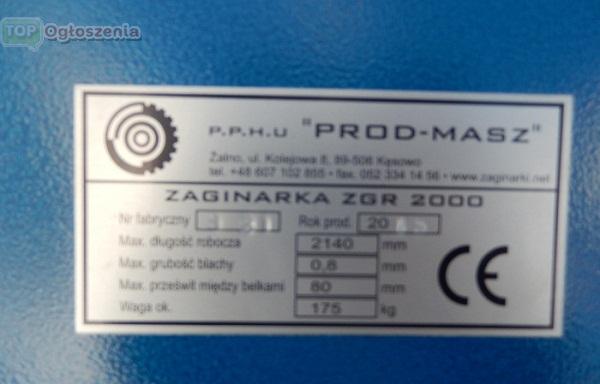 TOP Ogłoszenia
P.P.H.U "PROD-MASZ"
Żalno, ul. Kolejowa 8, 89-506 Kęsowo
tel. +48 607 102 855 • fax. 052 334 14 56 • www.zaginarki.net
ZAGINARKA ZGR 2000
Nr fabryczny Rok prod. 20
Max. długość robocza 2140 mm
Max. grubość blachy 0,8 mm
Max. prześwit między belkami 80 mm
Waga ok. 175 kg
CE